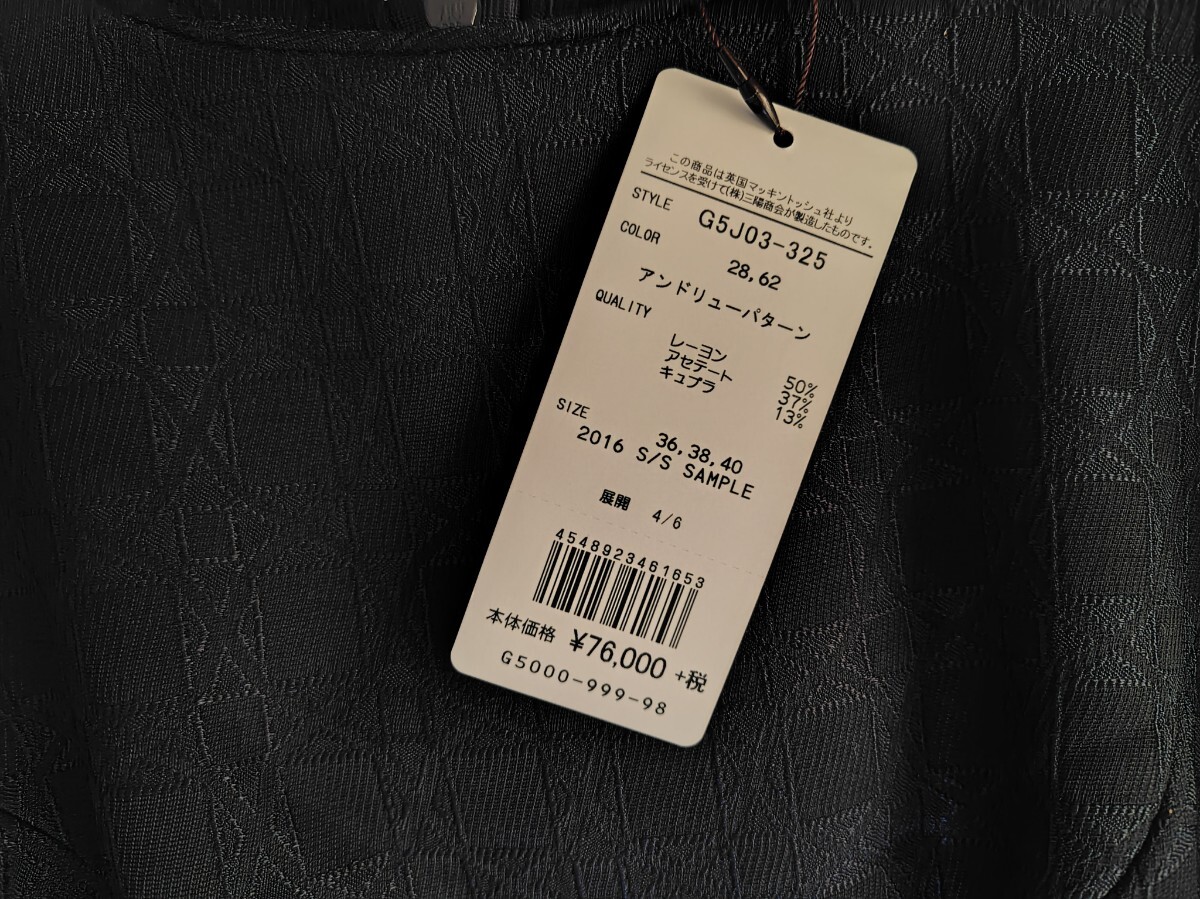 この商品は英国マッキントッシュ社より
ライセンスを受けて(株)三陽商会が製造したものです。
STYLE G5J03-325
COLOR 28,62
アンドリューパターン
QUALITY
レーヨン 50%
アセテート 37%
キュプラ 13%
SIZE 36,38,40
2016 S/S SAMPLE
展開 4/6
4548923461653
本体価格 ¥76,000 +税
G5000-999-98